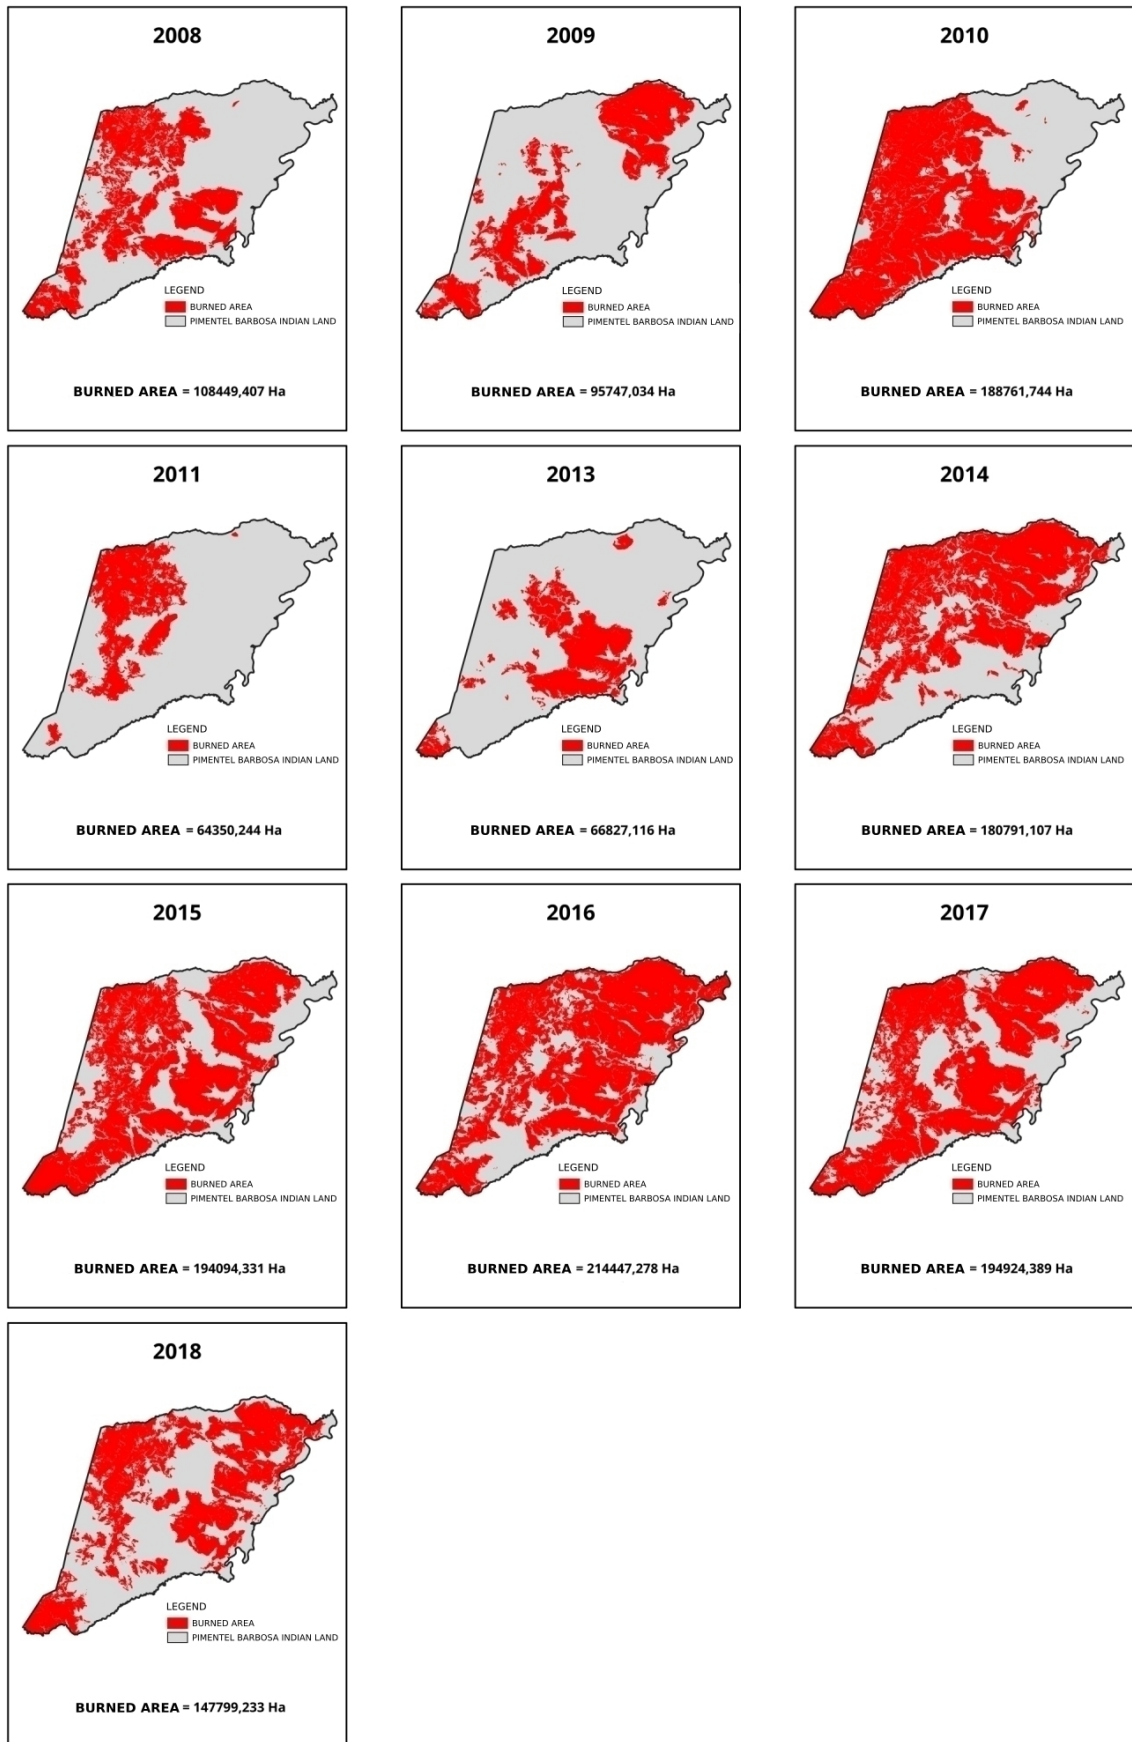 2008
LEGEND
BURNED AREA
PIMENTEL BARBOSA INDIAN LAND
BURNED AREA = 108449,407 Ha
2009
LEGEND
BURNED AREA
PIMENTEL BARBOSA INDIAN LAND
BURNED AREA = 95747,034 Ha
2010
LEGEND
BURNED AREA
PIMENTEL BARBOSA INDIAN LAND
BURNED AREA = 188761,744 Ha
2011
LEGEND
BURNED AREA
PIMENTEL BARBOSA INDIAN LAND
BURNED AREA = 64350,244 Ha
2013
LEGEND
BURNED AREA
PIMENTEL BARBOSA INDIAN LAND
BURNED AREA = 66827,116 Ha
2014
LEGEND
BURNED AREA
PIMENTEL BARBOSA INDIAN LAND
BURNED AREA = 180791,107 Ha
2015
LEGEND
BURNED AREA
PIMENTEL BARBOSA INDIAN LAND
BURNED AREA = 194094,331 Ha
2016
LEGEND
BURNED AREA
PIMENTEL BARBOSA INDIAN LAND
BURNED AREA = 214447,278 Ha
2017
LEGEND
BURNED AREA
PIMENTEL BARBOSA INDIAN LAND
BURNED AREA = 194924,389 Ha
2018
LEGEND
BURNED AREA
PIMENTEL BARBOSA INDIAN LAND
BURNED AREA = 147799,233 Ha